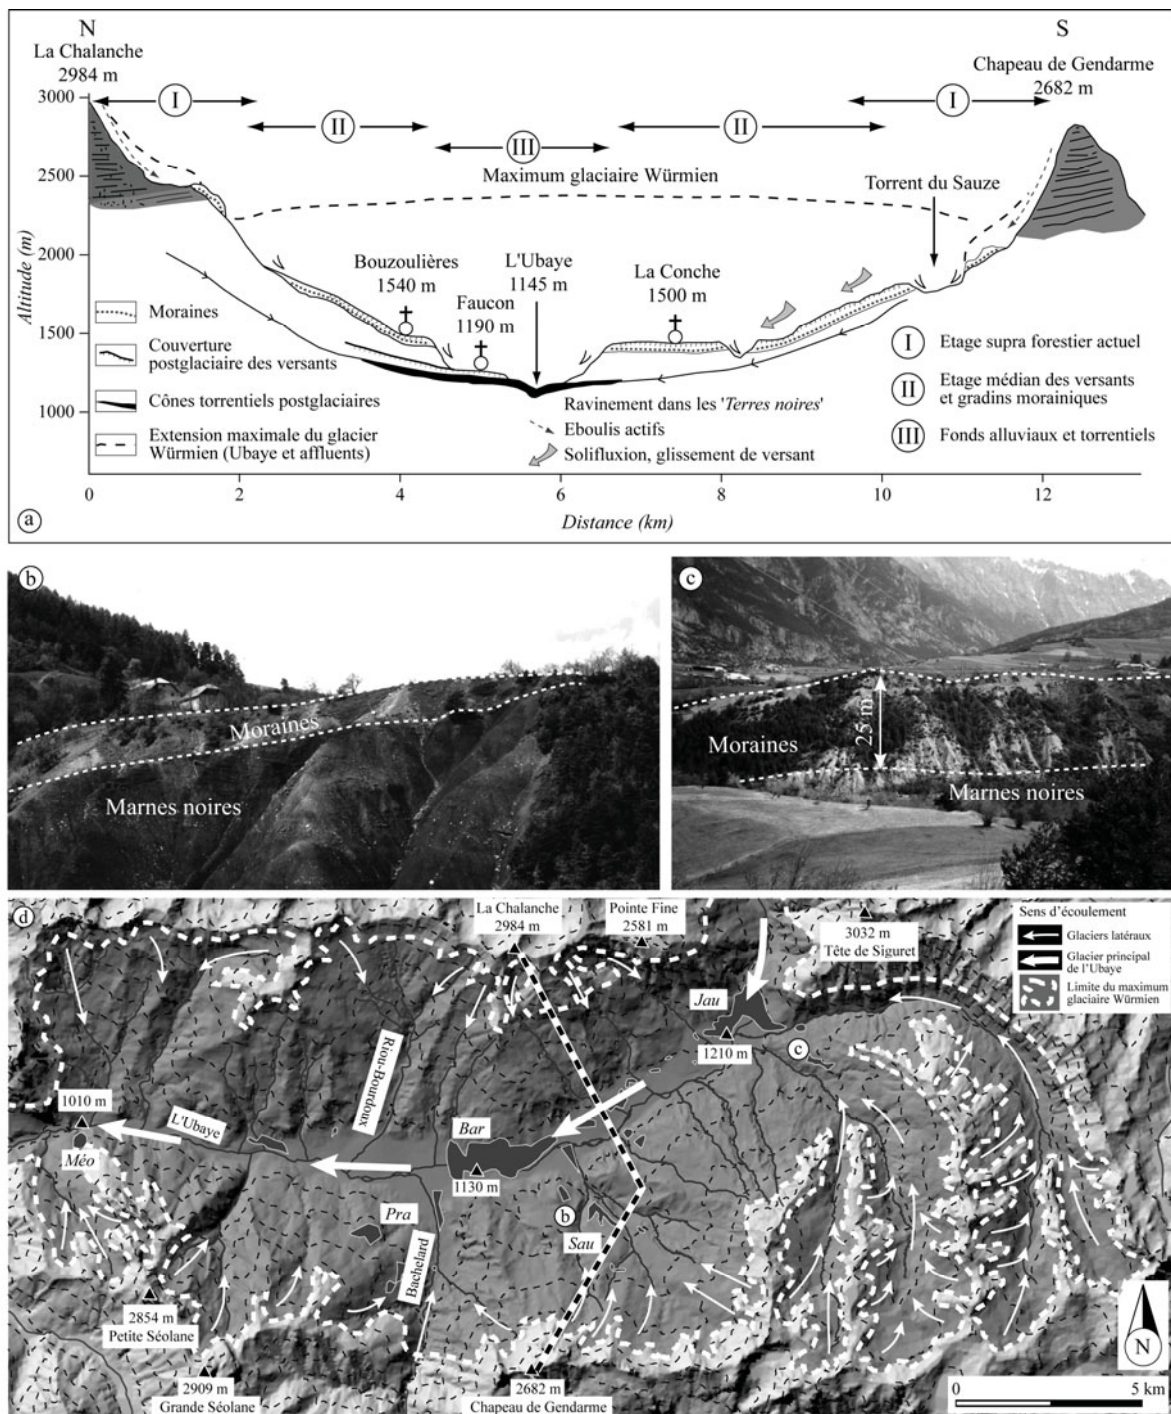 N
La Chalanche
2984 m
S
Chapeau de Gendarme
2682 m
I
II
III
II
I
Maximum glaciaire Würmien
Torrent du Sauze
Bouzoulières
1540 m
Faucon
1190 m
L'Ubaye
1145 m
La Conche
1500 m
Altitude (m)
3000
2500
2000
1500
1000
Moraines
Couverture
postglaciaire des versants
Cônes torrentiels postglaciaires
Extension maximale du glacier
Würmien (Ubaye et affluents)
Ravinement dans les 'Terres noires'
Eboulis actifs
Solifluxion, glissement de versant
I Etage supra forestier actuel
II Etage médian des versants
et gradins morainiques
III Fonds alluviaux et torrentiels
0 2 4 6 8 10 12
Distance (km)
a
b
Moraines
Marnes noires
c
Moraines
25 m
Marnes noires
d
La Chalanche
2984 m
Pointe Fine
2581 m
3032 m
Tête de Siguret
Sens d'écoulement
Glaciers latéraux
Glacier principal
de l'Ubaye
Limite du maximum
glaciaire Würmien
Jau
1210 m
c
Riou-Bourdoux
1010 m
L'Ubaye
Méo
Bar
1130 m
Pra
Bachelard
b
Sau
2854 m
Petite Séolane
2909 m
Grande Séolane
2682 m
Chapeau de Gendarme
N
0 5 km